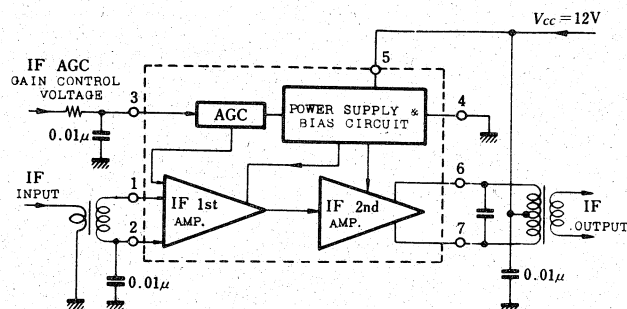 Vcc=12V
IF AGC
GAIN CONTROL
VOLTAGE
5
3
AGC
POWER SUPPLY &
BIAS CIRCUIT
4
0.01μ
IF
INPUT
1
IF 1st
AMP.
2
IF 2nd
AMP.
6
7
IF
OUTPUT
0.01μ
0.01μ